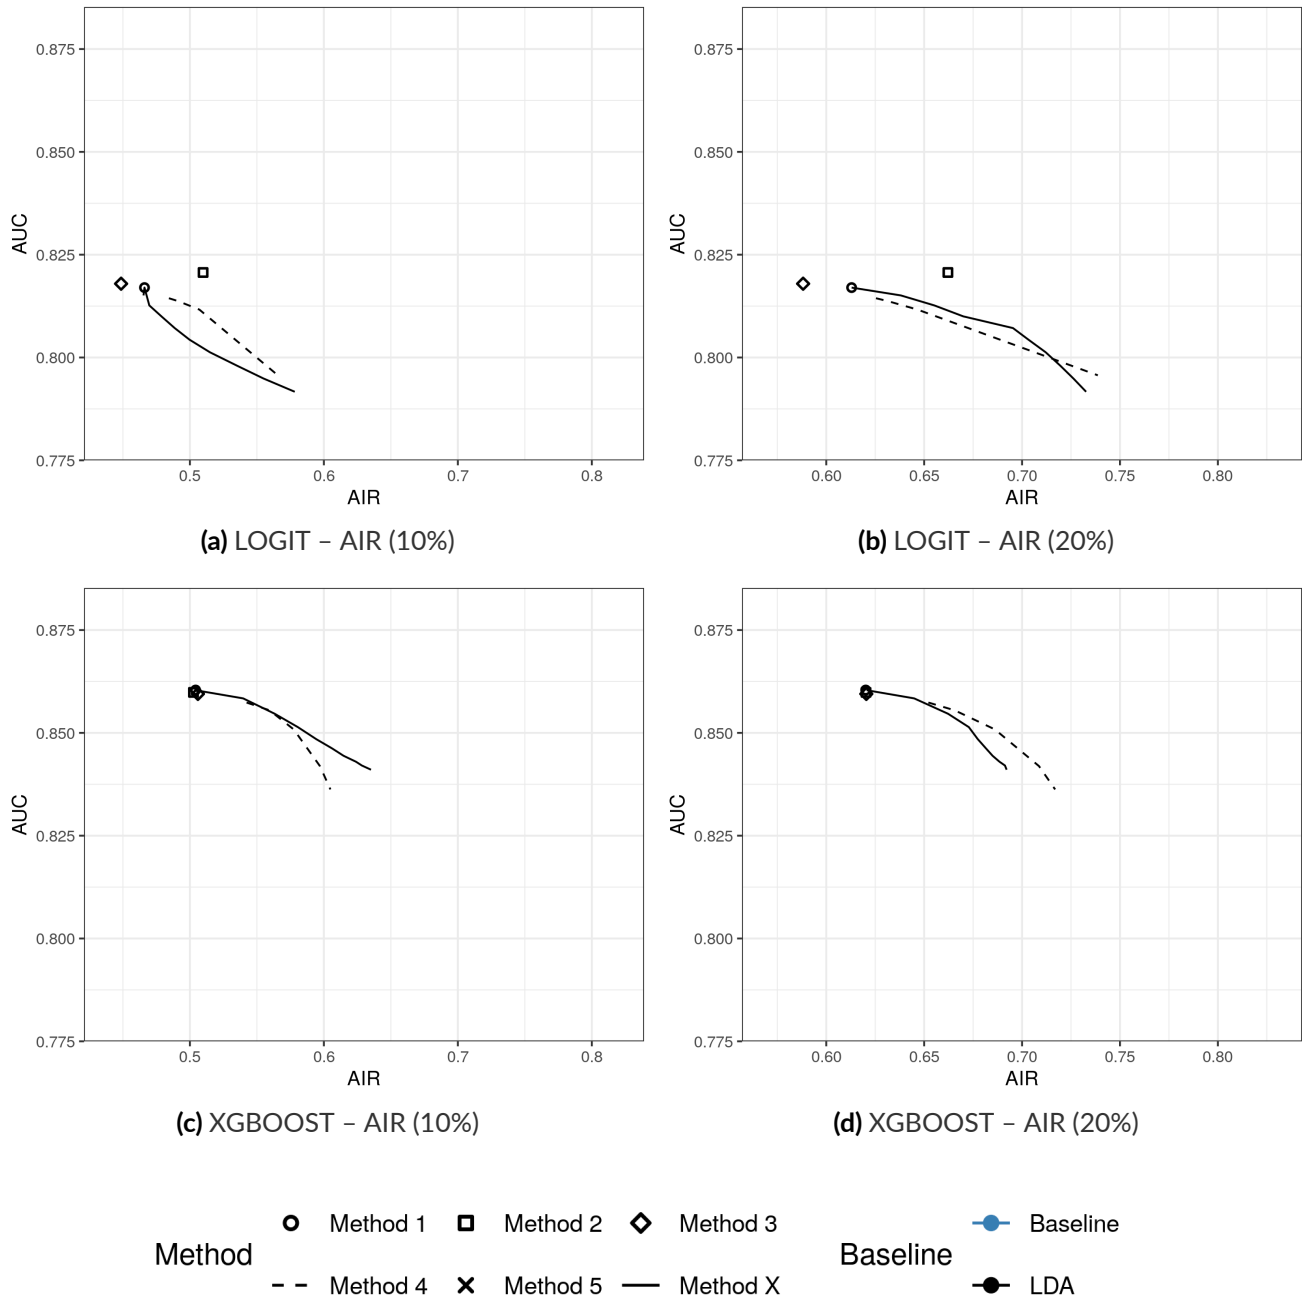 0.875
0.850
0.825
0.800
0.775
AUC
0.5 0.6 0.7 0.8
AIR
(a) LOGIT – AIR (10%)
0.875
0.850
0.825
0.800
0.775
AUC
0.60 0.65 0.70 0.75 0.80
AIR
(b) LOGIT – AIR (20%)
0.875
0.850
0.825
0.800
0.775
AUC
0.5 0.6 0.7 0.8
AIR
(c) XGBOOST – AIR (10%)
0.875
0.850
0.825
0.800
0.775
AUC
0.60 0.65 0.70 0.75 0.80
AIR
(d) XGBOOST – AIR (20%)
Method
Method 1 Method 2 Method 3
Method 4 Method 5 Method X
Baseline
Baseline
LDA